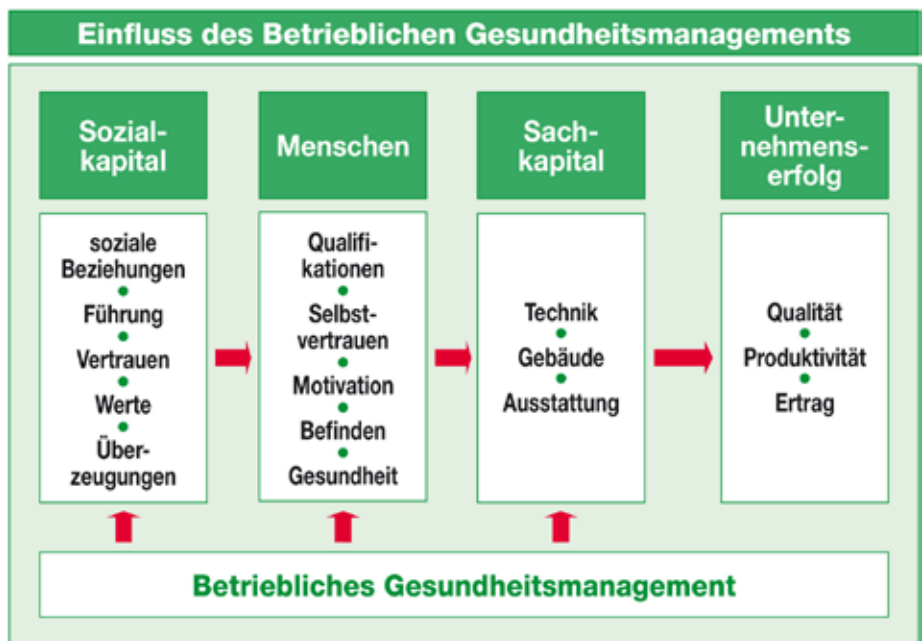 Einfluss des Betrieblichen Gesundheitsmanagements
Sozial-
kapital
soziale
Beziehungen
Führung
Vertrauen
Werte
Über-
zeugungen
Menschen
Qualifi-
kationen
Selbst-
vertrauen
Motivation
Befinden
Gesundheit
Sach-
kapital
Technik
Gebäude
Ausstattung
Unter-
nehmens-
erfolg
Qualität
Produktivität
Ertrag
Betriebliches Gesundheitsmanagement